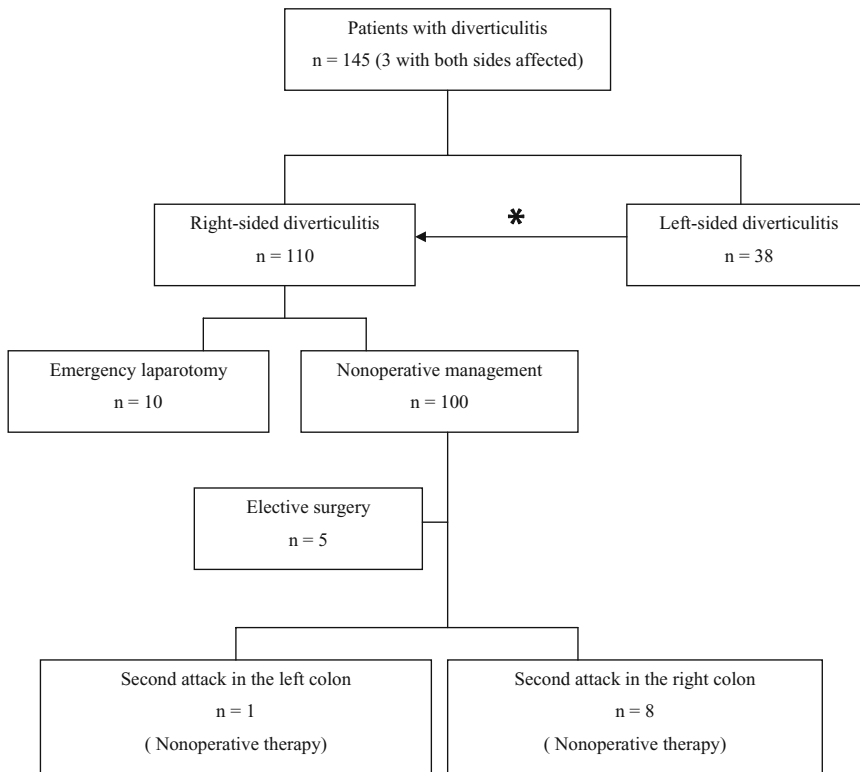 Patients with diverticulitis
n = 145 (3 with both sides affected)
Right-sided diverticulitis
n = 110
*
Left-sided diverticulitis
n = 38
Emergency laparotomy
n = 10
Nonoperative management
n = 100
Elective surgery
n = 5
Second attack in the left colon
n = 1
( Nonoperative therapy)
Second attack in the right colon
n = 8
( Nonoperative therapy)